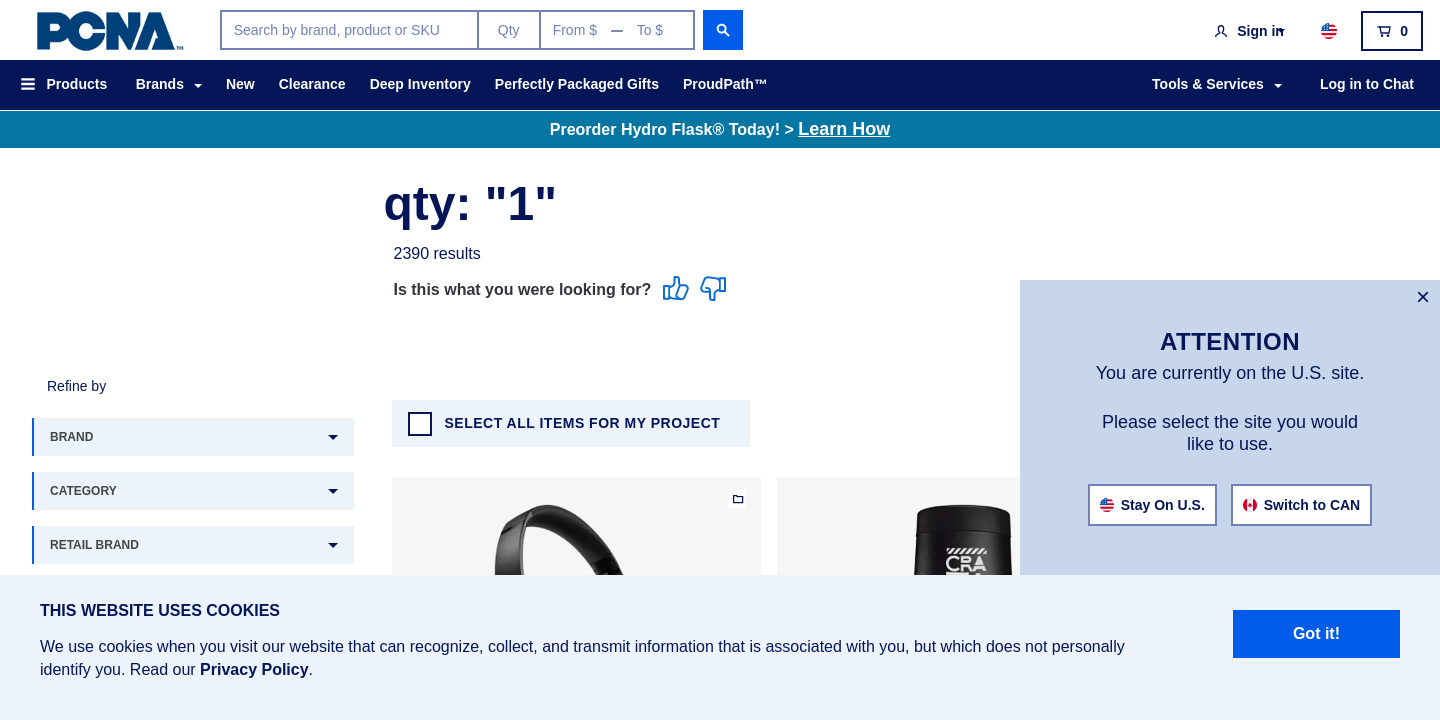 PCNA™
Search by brand, product or SKU
Qty
From $ — To $
Sign in
0
Products
Brands
New
Clearance
Deep Inventory
Perfectly Packaged Gifts
ProudPath™
Tools & Services
Log in to Chat
Preorder Hydro Flask® Today! > Learn How
qty: "1"
2390 results
Is this what you were looking for?
Refine by
BRAND
CATEGORY
RETAIL BRAND
SELECT ALL ITEMS FOR MY PROJECT
CRA
ATTENTION
You are currently on the U.S. site.
Please select the site you would
like to use.
Stay On U.S.
Switch to CAN
THIS WEBSITE USES COOKIES
We use cookies when you visit our website that can recognize, collect, and transmit information that is associated with you, but which does not personally
identify you. Read our Privacy Policy.
Got it!